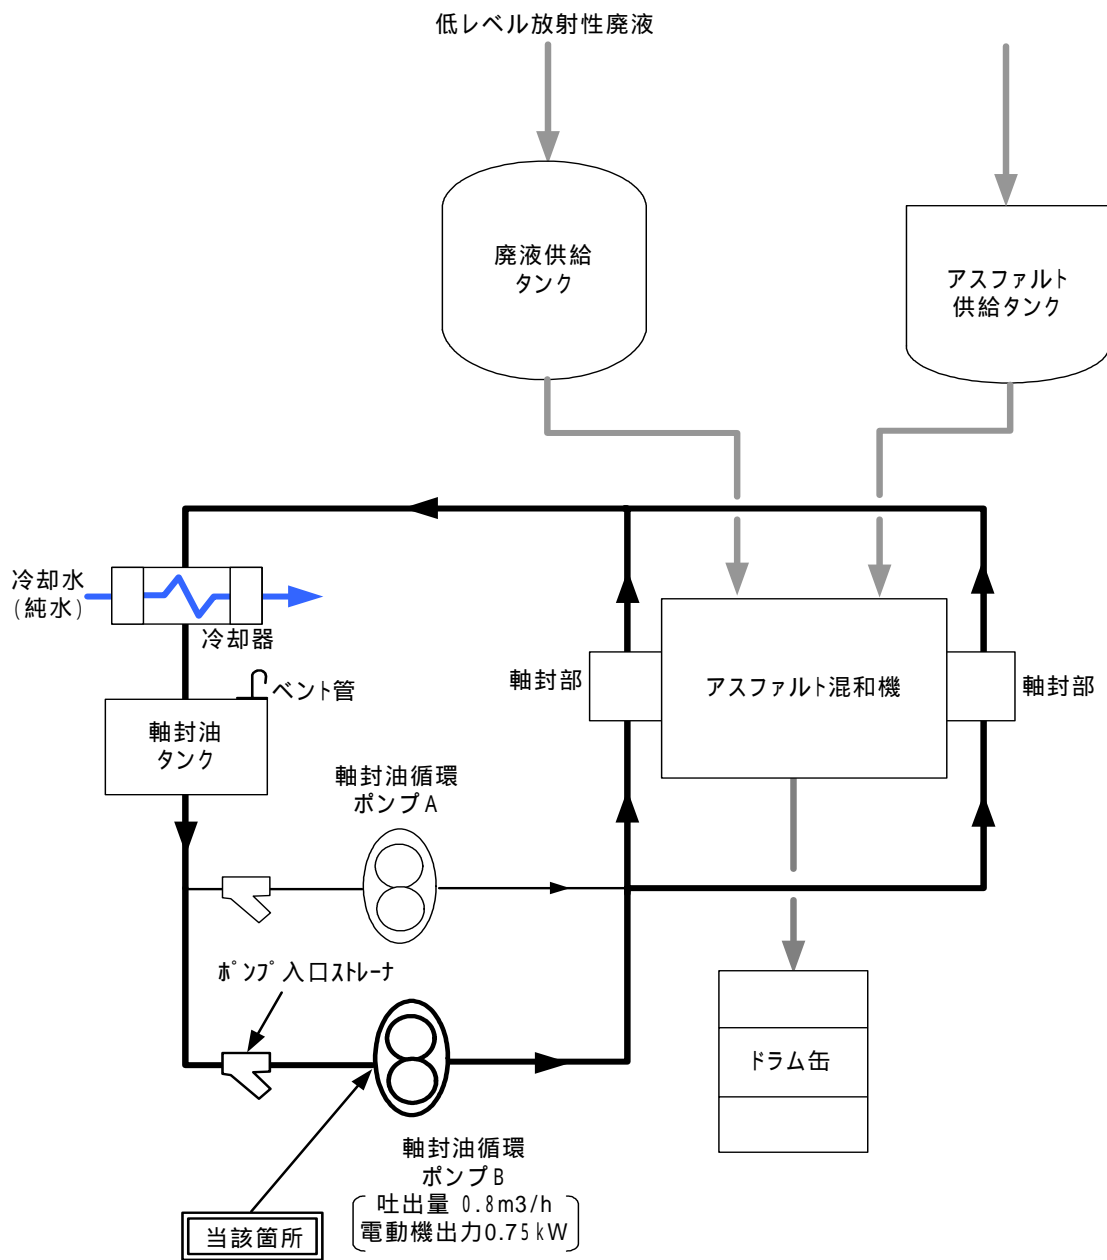 低レベル放射性廃液
廃液供給
タンク
アスファルト
供給タンク
冷却水
(純水)
冷却器
ベント管
軸封油
タンク
軸封部
アスファルト混和機
軸封部
軸封油循環
ポンプA
ポンプ入口ストレーナ
ドラム缶
軸封油循環
ポンプB
吐出量 0.8m3/h
電動機出力0.75kW
当該箇所